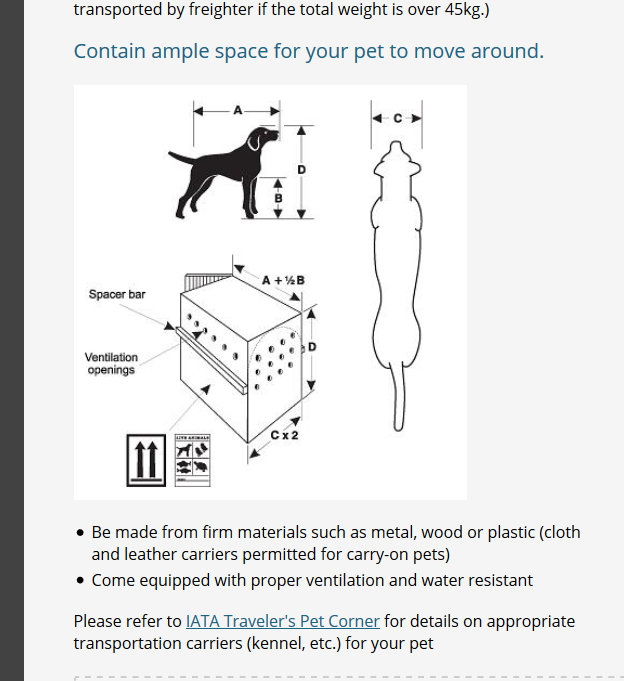 transported by freighter if the total weight is over 45kg.)
Contain ample space for your pet to move around.
A
C
D
B
A + ½ B
Spacer bar
D
Ventilation
openings
C x 2
LIVE ANIMALS
• Be made from firm materials such as metal, wood or plastic (cloth
and leather carriers permitted for carry-on pets)
• Come equipped with proper ventilation and water resistant
Please refer to IATA Traveler's Pet Corner for details on appropriate
transportation carriers (kennel, etc.) for your pet